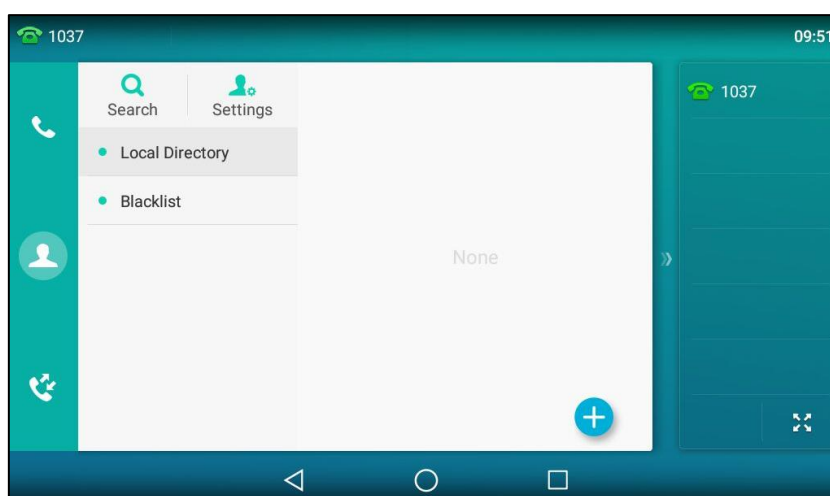 1037
09:51
Search Settings
1037
Local Directory
Blacklist
None